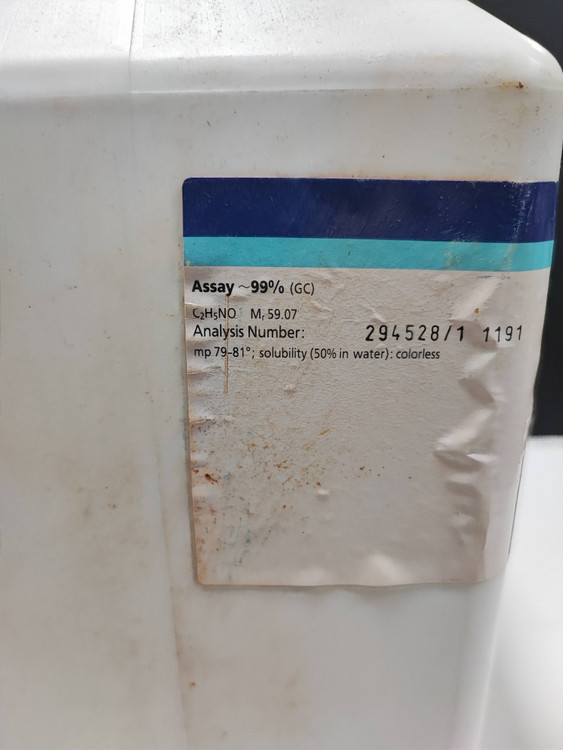 Assay ~99% (GC)
C₂H₅NO Mᵣ 59.07
Analysis Number: 294528/1 1191
mp 79–81°; solubility (50% in water): colorless